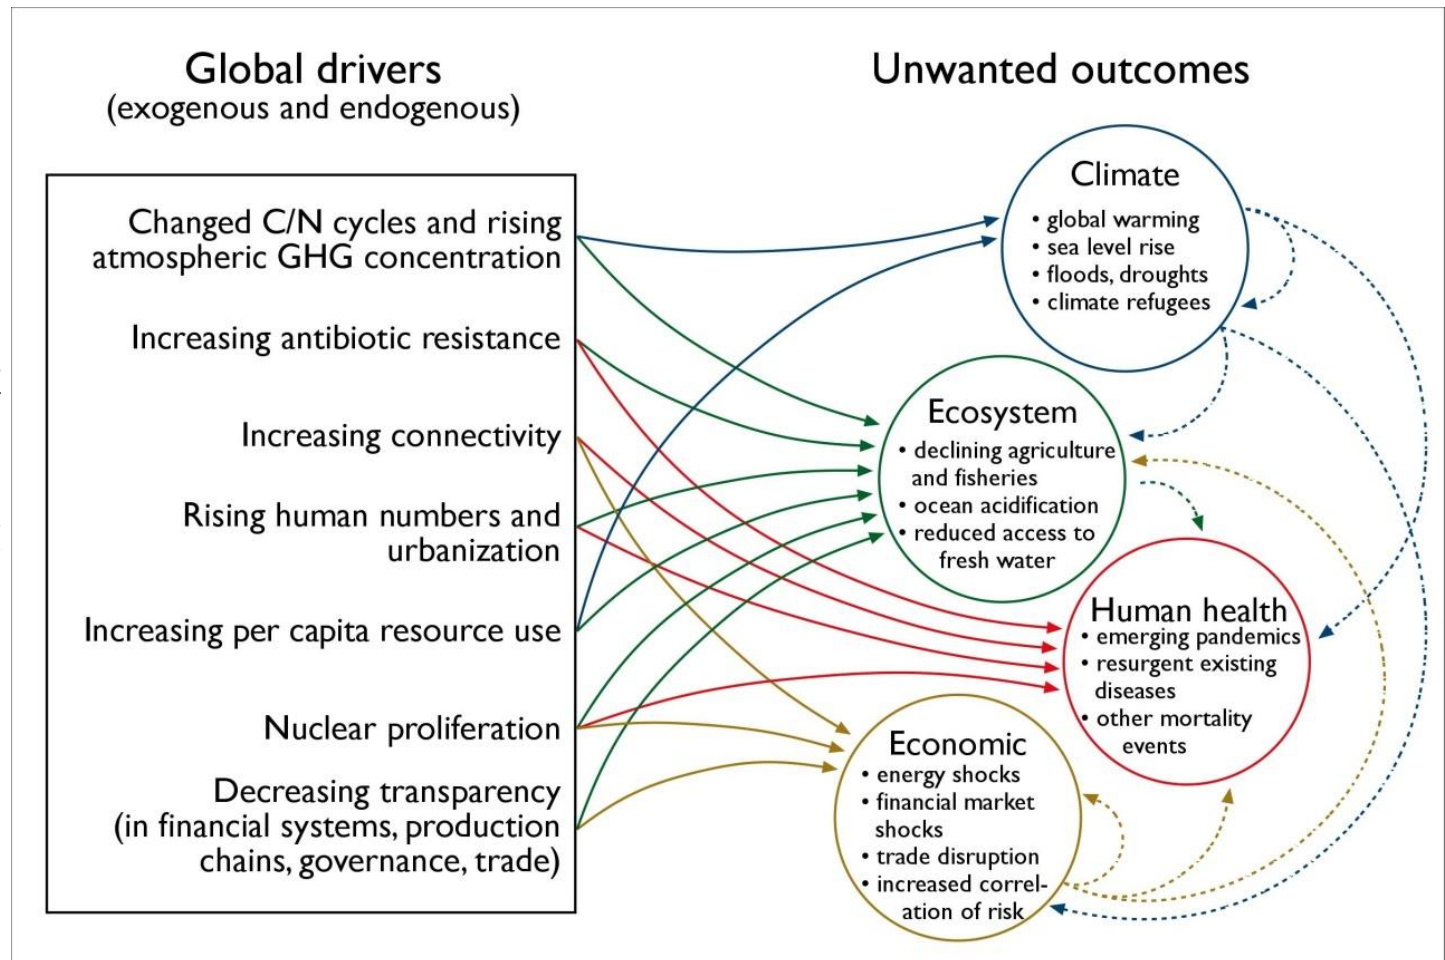 Global drivers
(exogenous and endogenous)
Changed C/N cycles and rising
atmospheric GHG concentration
Increasing antibiotic resistance
Increasing connectivity
Rising human numbers and
urbanization
Increasing per capita resource use
Nuclear proliferation
Decreasing transparency
(in financial systems, production
chains, governance, trade)
Unwanted outcomes
Climate
• global warming
• sea level rise
• floods, droughts
• climate refugees
Ecosystem
• declining agriculture
and fisheries
• ocean acidification
• reduced access to
fresh water
Human health
• emerging pandemics
• resurgent existing
diseases
• other mortality
events
Economic
• energy shocks
• financial market
shocks
• trade disruption
• increased correl-
ation of risk